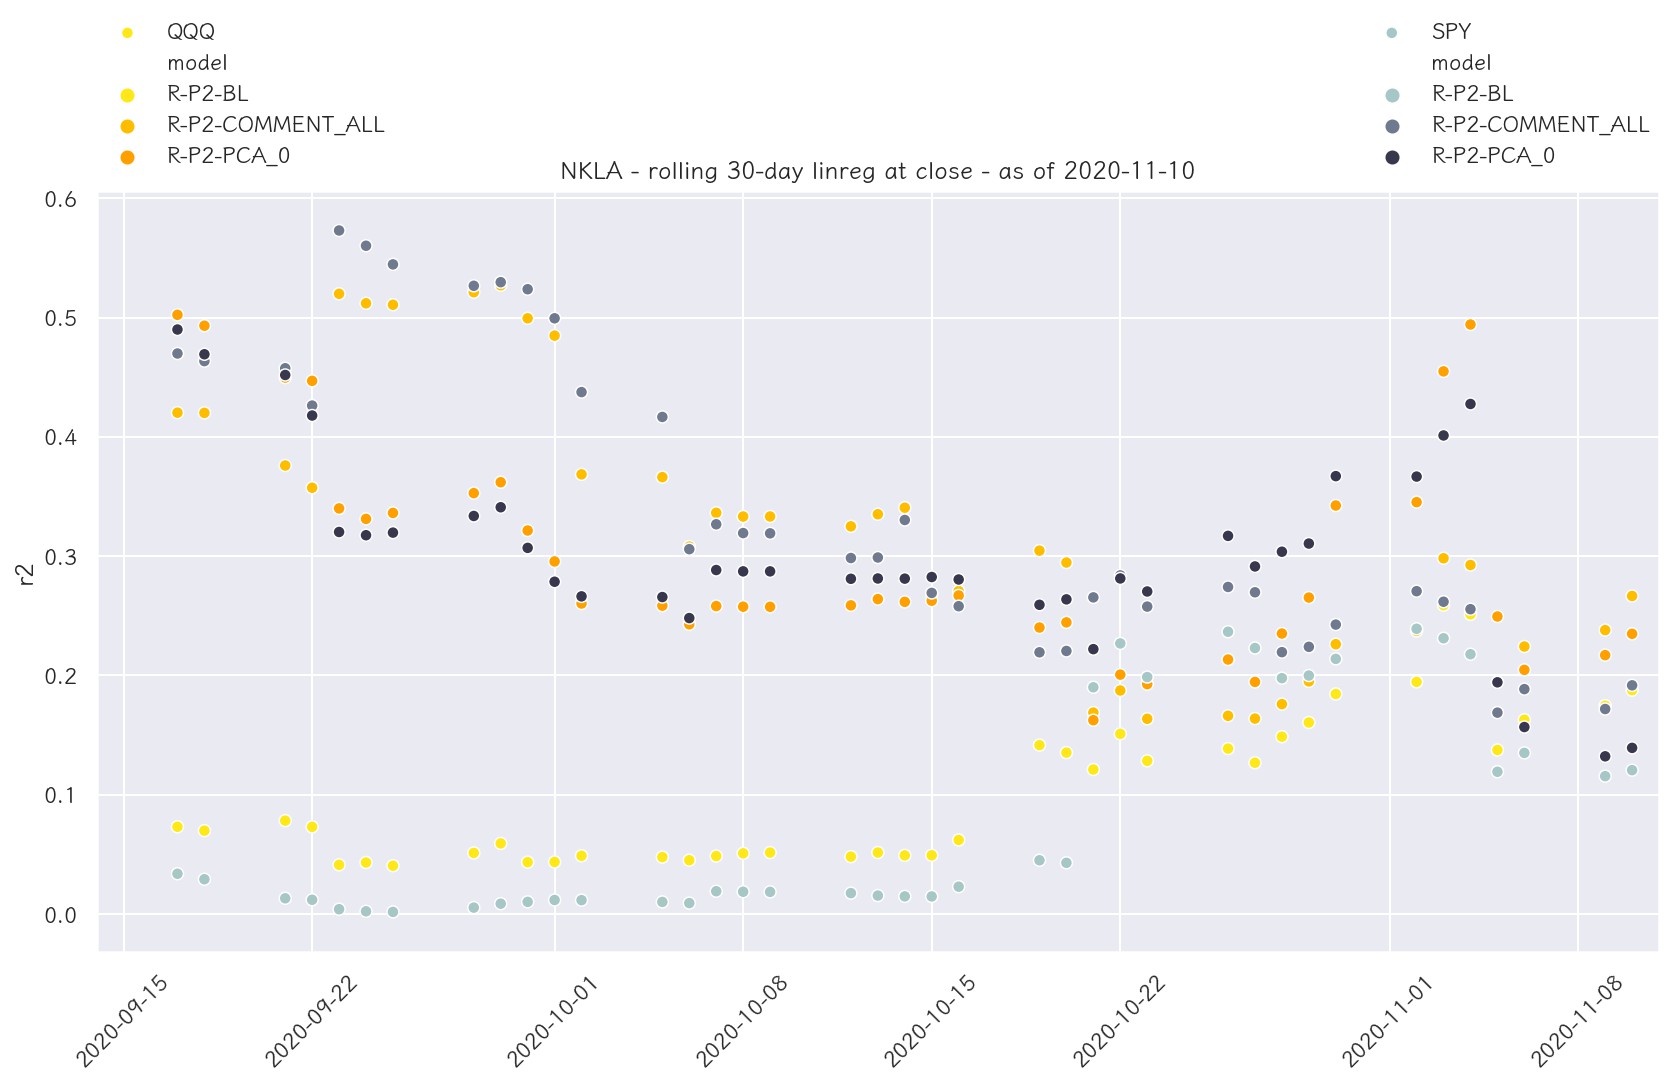 QQQ
model
R-P2-BL
R-P2-COMMENT_ALL
R-P2-PCA_0
SPY
model
R-P2-BL
R-P2-COMMENT_ALL
R-P2-PCA_0
NKLA - rolling 30-day linreg at close - as of 2020-11-10
r2
0.6
0.5
0.4
0.3
0.2
0.1
0.0
2020-09-15
2020-09-22
2020-10-01
2020-10-08
2020-10-15
2020-10-22
2020-11-01
2020-11-08